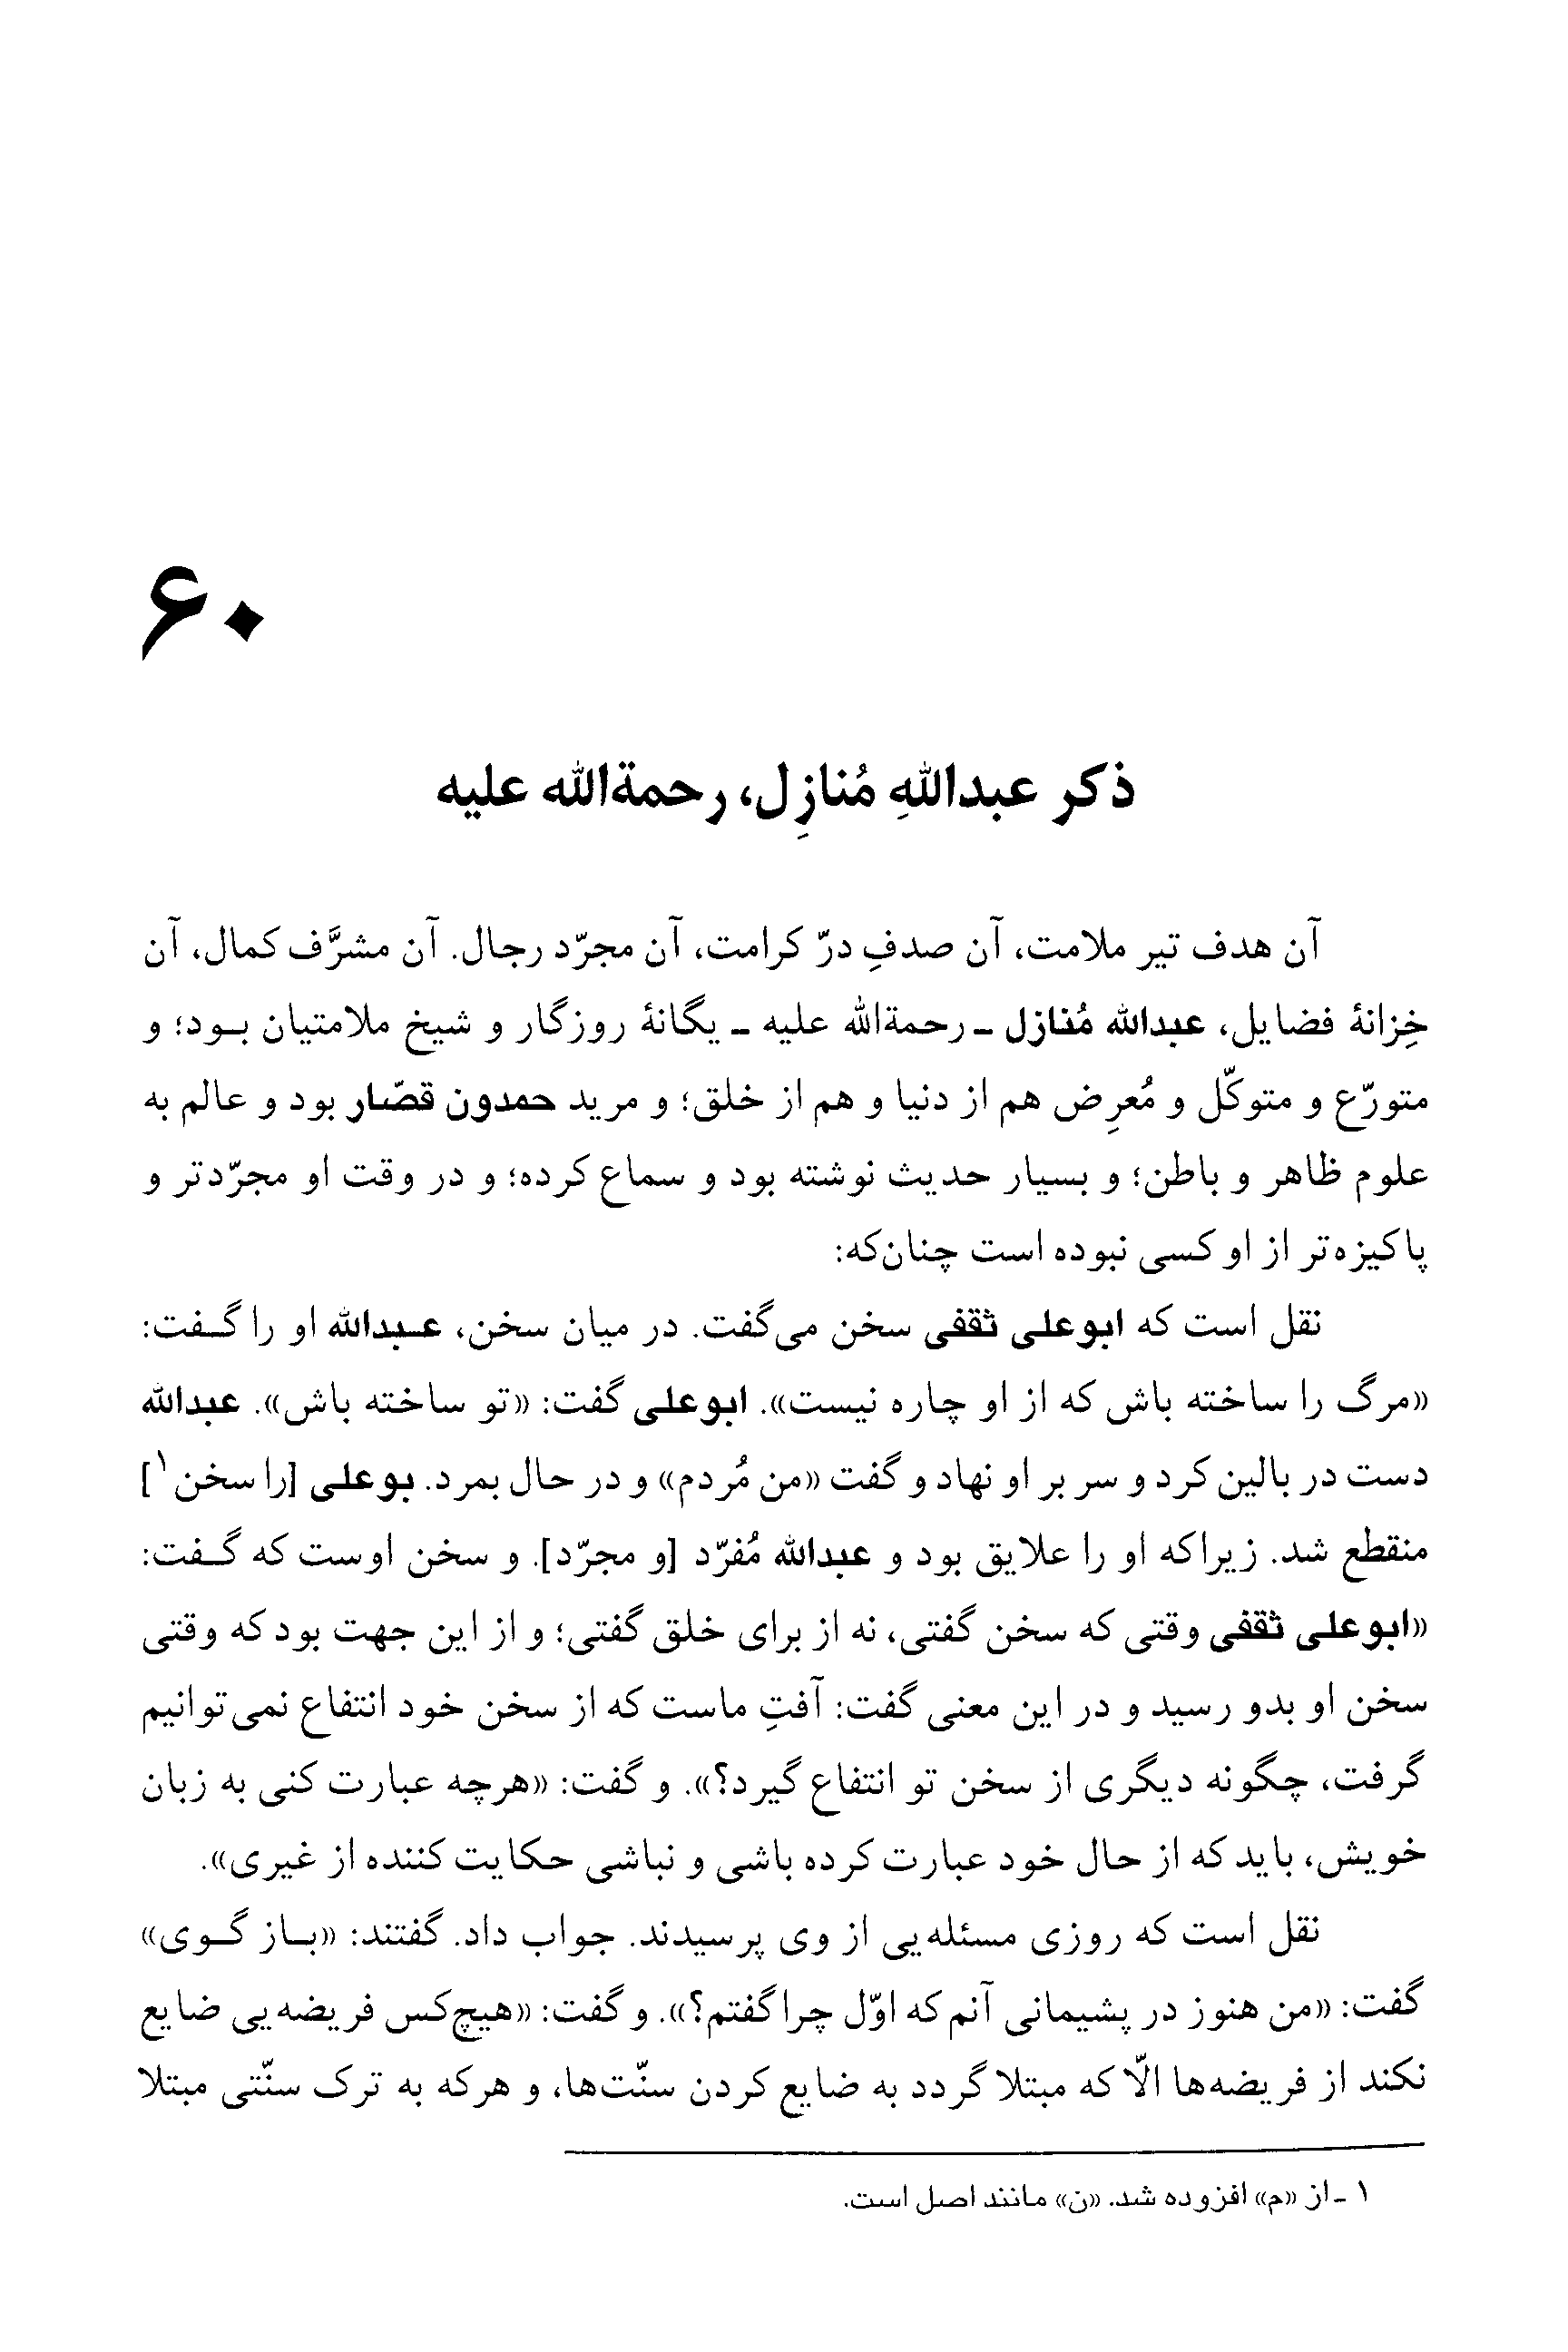 ۶۰
ذکر عبداللهِ مُنازِل، رحمةالله علیه
آن هدف تیر ملامت، آن صدفِ درّ کرامت، آن مجرّد رجال. آن مشرَّف کمال، آن
خِزانهٔ فضایل، عبدالله مُنازل ـ رحمةالله علیه ـ یگانهٔ روزگار و شیخ ملامتیان بود؛ و
متورّع و متوکّل و مُعرِض هم از دنیا و هم از خلق؛ و مرید حمدون قصّار بود و عالم به
علوم ظاهر و باطن؛ و بسیار حدیث نوشته بود و سماع کرده؛ و در وقت او مجرّدتر و
پاکیزه‌تر از او کسی نبوده است چنان‌که:
نقل است که ابوعلی ثقفی سخن می‌گفت. در میان سخن، عبدالله او را گفت:
«مرگ را ساخته باش که از او چاره نیست». ابوعلی گفت: «تو ساخته باش». عبدالله
دست در بالین کرد و سر بر او نهاد و گفت «من مُردم» و در حال بمرد. بوعلی [را سخن۱]
منقطع شد. زیراکه او را علایق بود و عبدالله مُفرّد [و مجرّد]. و سخن اوست که گفت:
«ابوعلی ثقفی وقتی که سخن گفتی، نه از برای خلق گفتی؛ و از این جهت بود که وقتی
سخن او بدو رسید و در این معنی گفت: آفتِ ماست که از سخن خود انتفاع نمی‌توانیم
گرفت، چگونه دیگری از سخن تو انتفاع گیرد؟». و گفت: «هرچه عبارت کنی به زبان
خویش، باید که از حال خود عبارت کرده باشی و نباشی حکایت کننده از غیری».
نقل است که روزی مسئله‌یی از وی پرسیدند. جواب داد. گفتند: «باز گوی»
گفت: «من هنوز در پشیمانی آنم که اوّل چرا گفتم؟». و گفت: «هیچ‌کس فریضه‌یی ضایع
نکند از فریضه‌ها الّا که مبتلا گردد به ضایع کردن سنّت‌ها، و هرکه به ترک سنّتی مبتلا
۱ ـ از «م» افزوده شد. «ن» مانند اصل است.